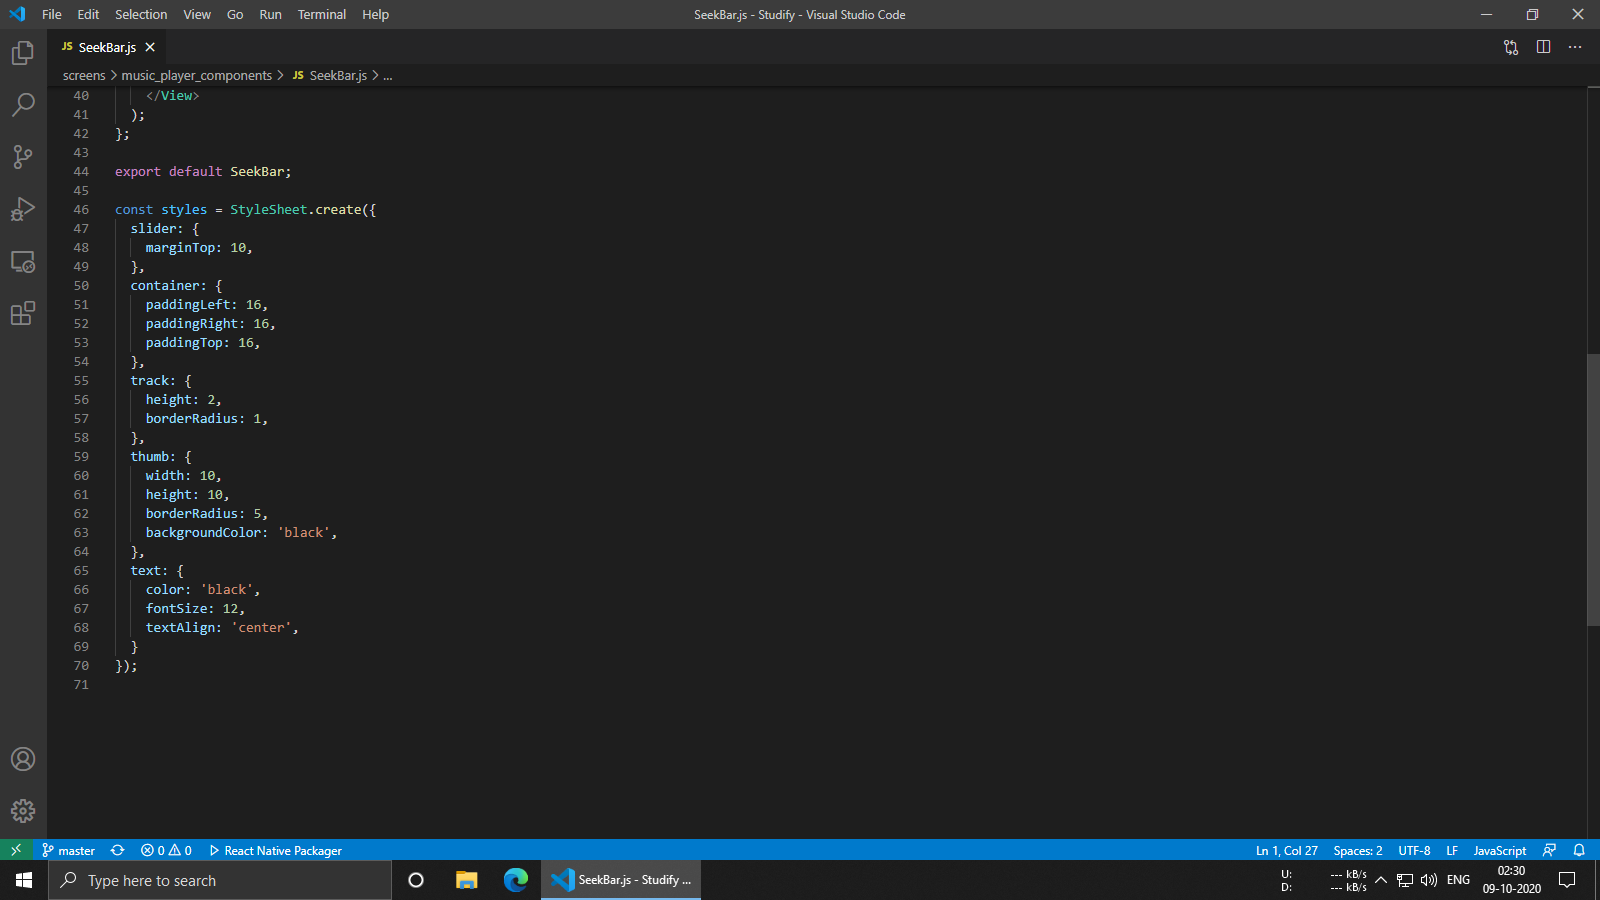 File Edit Selection View Go Run Terminal Help
SeekBar.js - Studify - Visual Studio Code
JS SeekBar.js
screens > music_player_components > JS SeekBar.js > ...
40 </View>
41 );
42 };
43
44 export default SeekBar;
45
46 const styles = StyleSheet.create({
47 slider: {
48 marginTop: 10,
49 },
50 container: {
51 paddingLeft: 16,
52 paddingRight: 16,
53 paddingTop: 16,
54 },
55 track: {
56 height: 2,
57 borderRadius: 1,
58 },
59 thumb: {
60 width: 10,
61 height: 10,
62 borderRadius: 5,
63 backgroundColor: 'black',
64 },
65 text: {
66 color: 'black',
67 fontSize: 12,
68 textAlign: 'center',
69 }
70 });
71
master 0 0 React Native Packager Ln 1, Col 27 Spaces: 2 UTF-8 LF JavaScript
Type here to search
SeekBar.js - Studify ...
U: --- kB/s
D: --- kB/s
ENG
02:30
09-10-2020